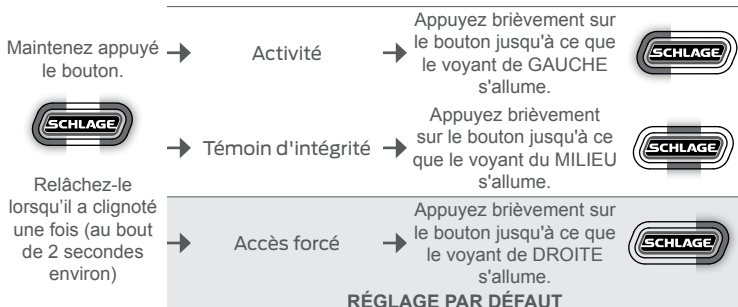 Maintenez appuyé
le bouton.
SCHLAGE
Relâchez-le
lorsqu'il a clignoté
une fois (au bout
de 2 secondes
environ)
Activité
Appuyez brièvement sur
le bouton jusqu'à ce que
le voyant de GAUCHE
s'allume.
SCHLAGE
Témoin d'intégrité
Appuyez brièvement
sur le bouton jusqu'à ce
que le voyant du MILIEU
s'allume.
SCHLAGE
Accès forcé
Appuyez brièvement sur
le bouton jusqu'à ce que
le voyant de DROITE
s'allume.
SCHLAGE
RÉGLAGE PAR DÉFAUT